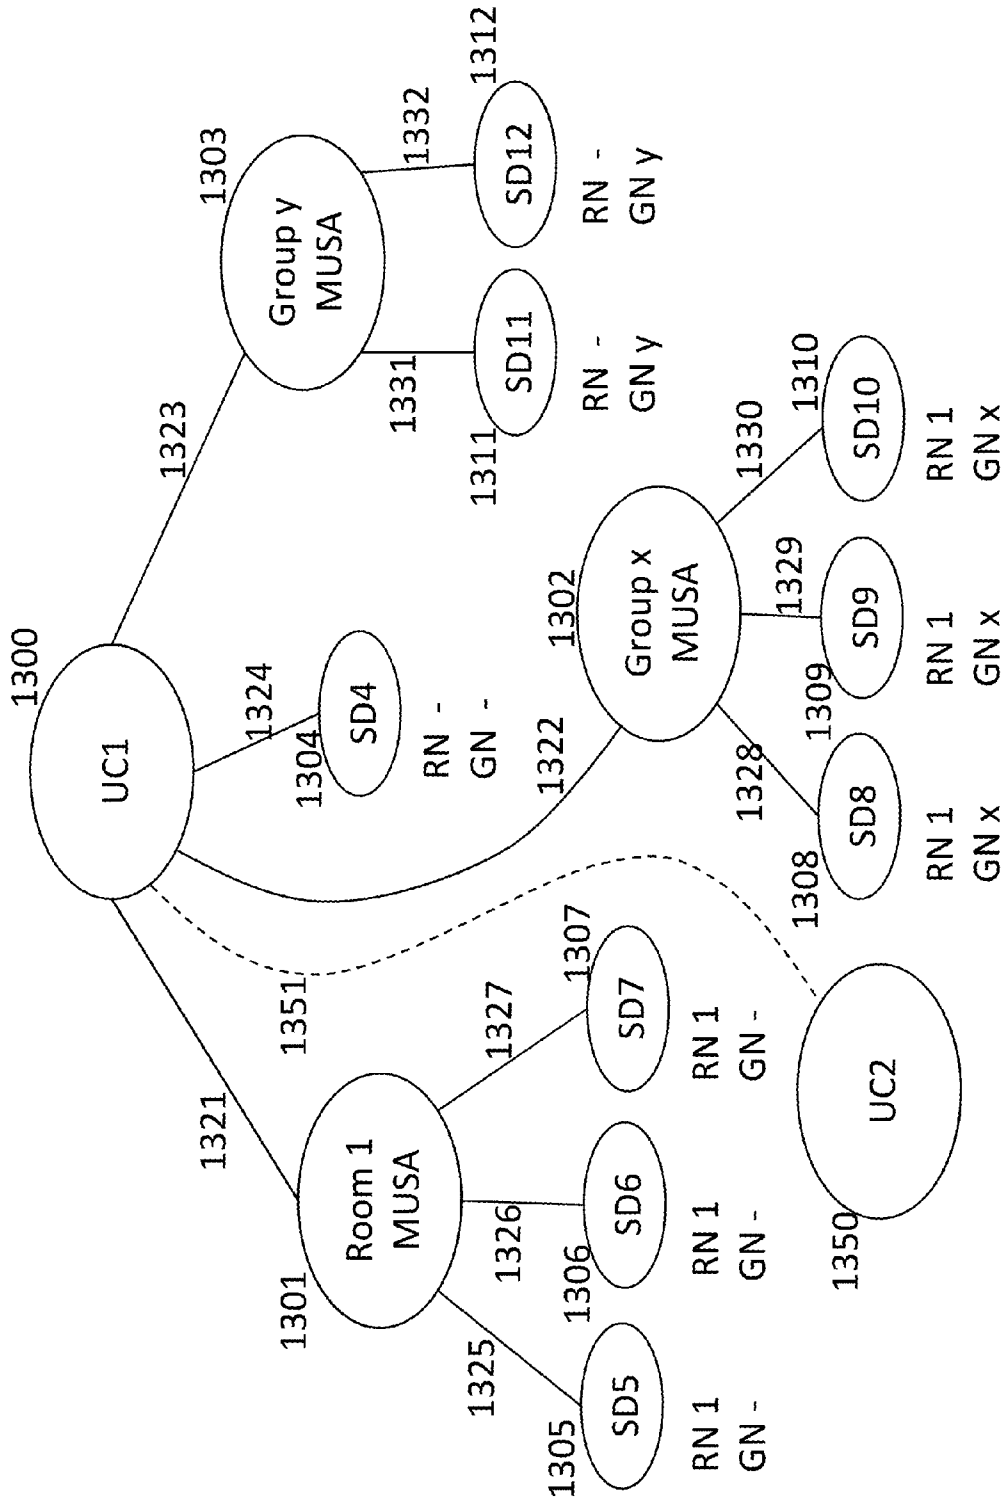 1300
UC1
1321
1351
1324
1323
1303
Group y
MUSA
1304
SD4
RN -
GN -
1322
1301
Room 1
MUSA
1331
1332
1311
SD11
RN -
GN y
1312
SD12
RN -
GN y
1325
1326
1327
1305
SD5
RN 1
GN -
1306
SD6
RN 1
GN -
1307
SD7
RN 1
GN -
1302
Group x
MUSA
1328
1329
1330
1308
SD8
RN 1
GN x
1309
SD9
RN 1
GN x
1310
SD10
RN 1
GN x
1350
UC2